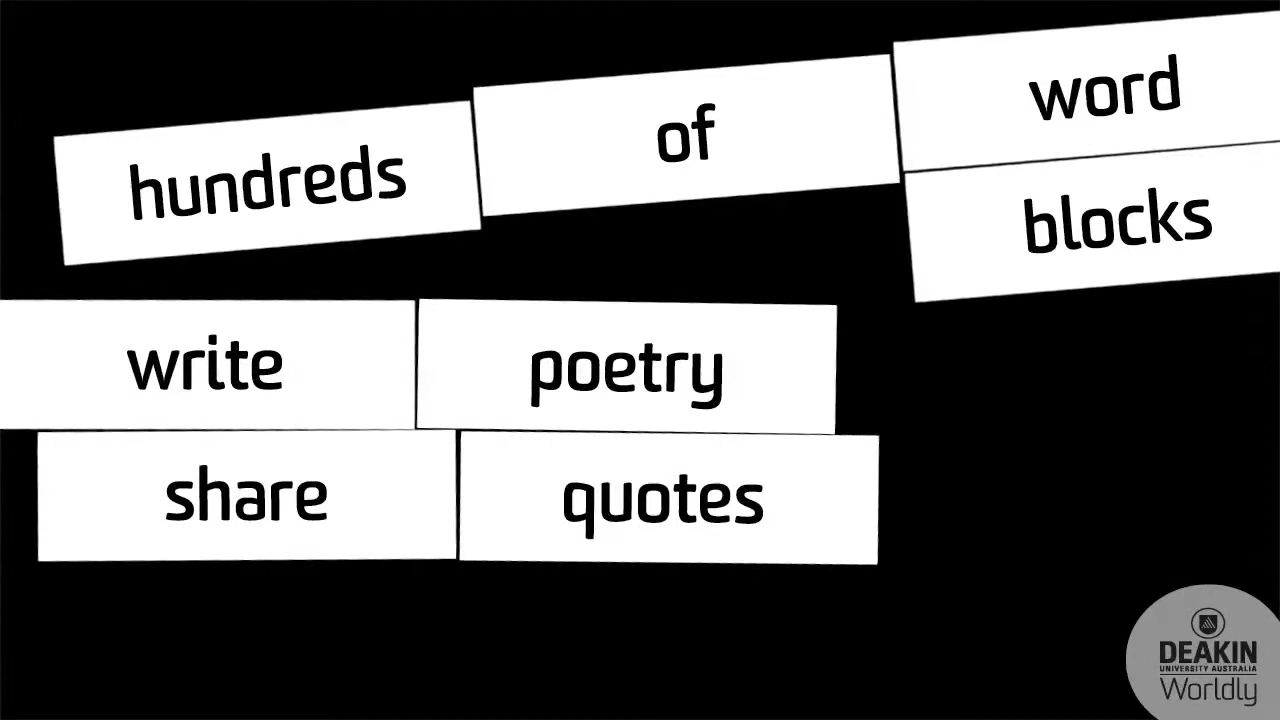 hundreds of word
blocks
write poetry
share quotes
DEAKIN
UNIVERSITY AUSTRALIA
Worldly